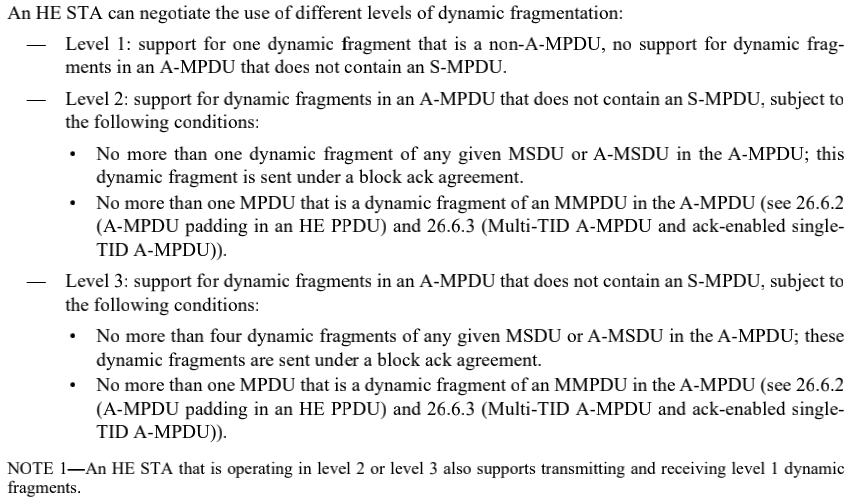 An HE STA can negotiate the use of different levels of dynamic fragmentation:
— Level 1: support for one dynamic fragment that is a non-A-MPDU, no support for dynamic frag-
ments in an A-MPDU that does not contain an S-MPDU.
— Level 2: support for dynamic fragments in an A-MPDU that does not contain an S-MPDU, subject to
the following conditions:
• No more than one dynamic fragment of any given MSDU or A-MSDU in the A-MPDU; this
dynamic fragment is sent under a block ack agreement.
• No more than one MPDU that is a dynamic fragment of an MMPDU in the A-MPDU (see 26.6.2
(A-MPDU padding in an HE PPDU) and 26.6.3 (Multi-TID A-MPDU and ack-enabled single-
TID A-MPDU)).
— Level 3: support for dynamic fragments in an A-MPDU that does not contain an S-MPDU, subject to
the following conditions:
• No more than four dynamic fragments of any given MSDU or A-MSDU in the A-MPDU; these
dynamic fragments are sent under a block ack agreement.
• No more than one MPDU that is a dynamic fragment of an MMPDU in the A-MPDU (see 26.6.2
(A-MPDU padding in an HE PPDU) and 26.6.3 (Multi-TID A-MPDU and ack-enabled single-
TID A-MPDU)).
NOTE 1—An HE STA that is operating in level 2 or level 3 also supports transmitting and receiving level 1 dynamic
fragments.